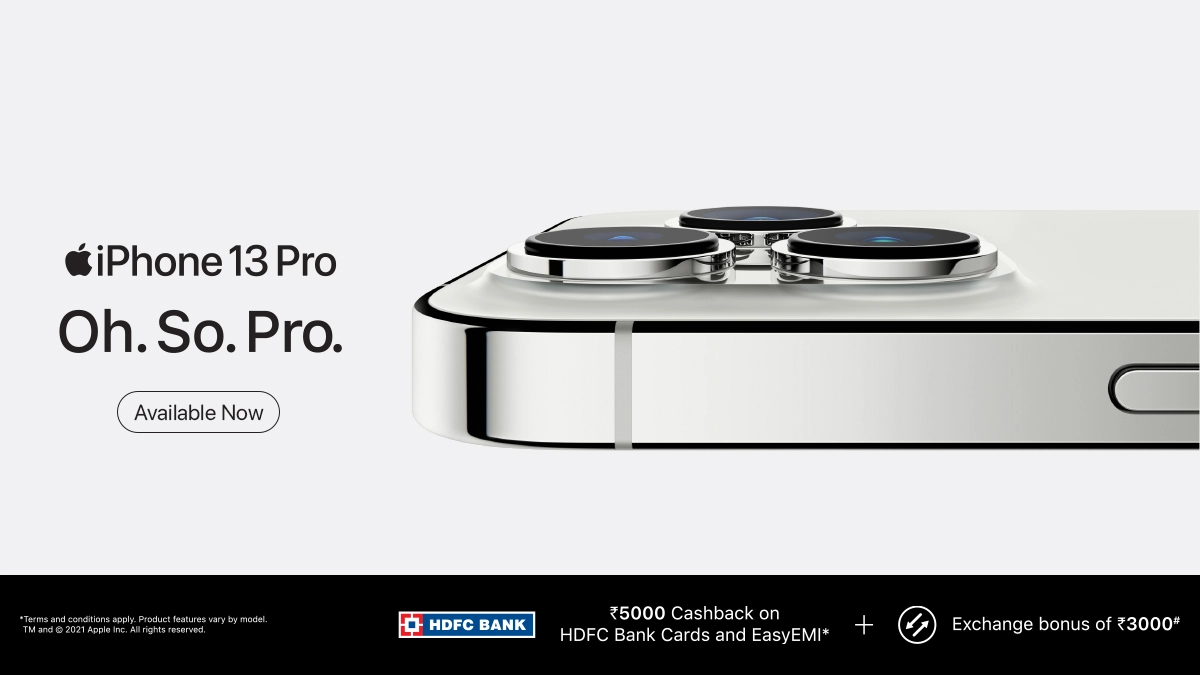 iPhone 13 Pro
Oh. So. Pro.
Available Now
*Terms and conditions apply. Product features vary by model.
TM and © 2021 Apple Inc. All rights reserved.
HDFC BANK
₹5000 Cashback on
HDFC Bank Cards and EasyEMI*
+
Exchange bonus of ₹3000#